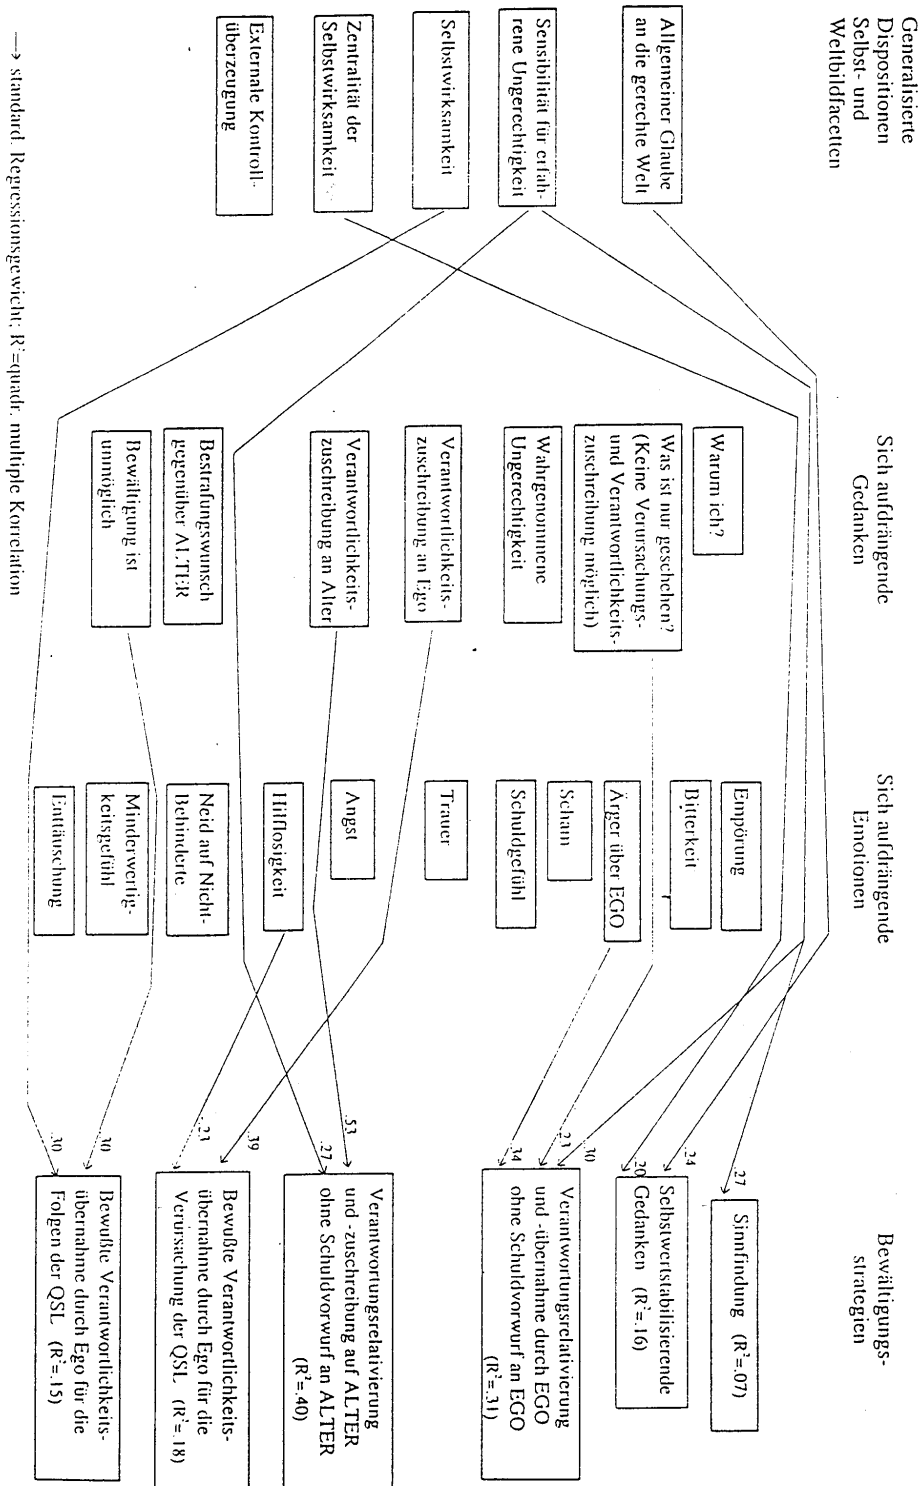 Generalisierte
Dispositionen
Selbst- und
Weltbildfacetten
Allgemeiner Glaube
an die gerechte Welt
Sensibilität für erfah-
rene Ungerechtigkeit
Selbstwirksamkeit
Zentralität der
Selbstwirksamkeit
Externale Kontroll-
überzeugung
Sich aufdrängende
Gedanken
Warum ich?
Was ist nur geschehen?
(Keine Verursachungs-
und Verantwortlichkeits-
zuschreibung möglich)
Wahrgenommene
Ungerechtigkeit
Verantwortlichkeits-
zuschreibung an Ego
Verantwortlichkeits-
zuschreibung an Alter
Bestrafungswunsch
gegenüber ALTER
Bewältigung ist
unmöglich
Sich aufdrängende
Emotionen
Empörung
Bitterkeit
Ärger über EGO
Scham
Schuldgefühl
Trauer
Angst
Hilflosigkeit
Neid auf Nicht-
Behinderte
Minderwertig-
keitsgefühl
Enttäuschung
Bewältigungs-
strategien
.27
Sinnfindung (R²=.07)
.24
.20
Selbstwertstabilisierende
Gedanken (R²=.16)
.30
.23
.34
Verantwortungsrelativierung
und -übernahme durch EGO
ohne Schuldvorwurf an EGO
(R²=.31)
.53
.27
Verantwortungsrelativierung
und -zuschreibung auf ALTER
ohne Schuldvorwurf an ALTER
(R²=.40)
.39
.23
Bewußte Verantwortlichkeits-
übernahme durch Ego für die
Verursachung der QSL (R²=.18)
.30
.30
Bewußte Verantwortlichkeits-
übernahme durch Ego für die
Folgen der QSL (R²=.15)
→ standard. Regressionsgewicht; R²=quadr. multiple Korrelation